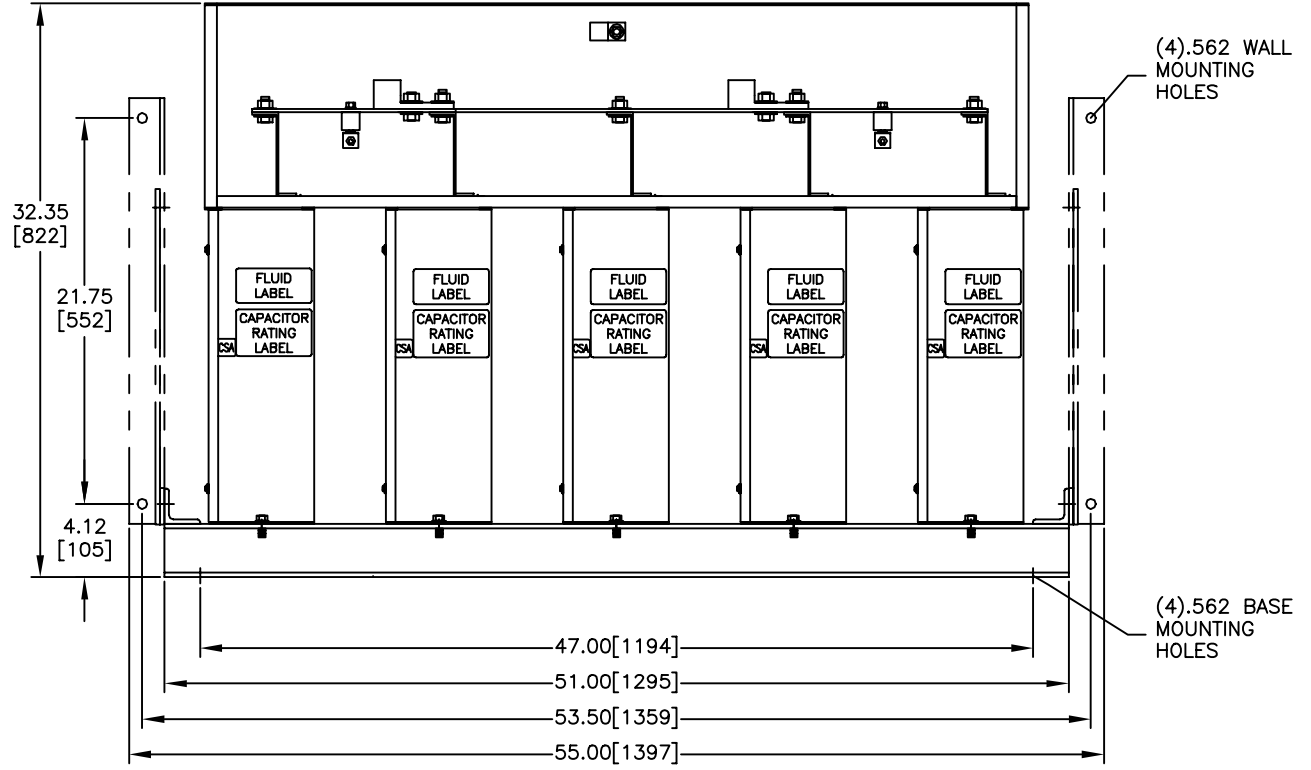 (4).562 WALL
MOUNTING
HOLES
32.35
[822]
21.75
[552]
4.12
[105]
FLUID
LABEL
CAPACITOR
RATING
LABEL
CSA
FLUID
LABEL
CAPACITOR
RATING
LABEL
CSA
FLUID
LABEL
CAPACITOR
RATING
LABEL
CSA
FLUID
LABEL
CAPACITOR
RATING
LABEL
CSA
FLUID
LABEL
CAPACITOR
RATING
LABEL
CSA
(4).562 BASE
MOUNTING
HOLES
47.00[1194]
51.00[1295]
53.50[1359]
55.00[1397]